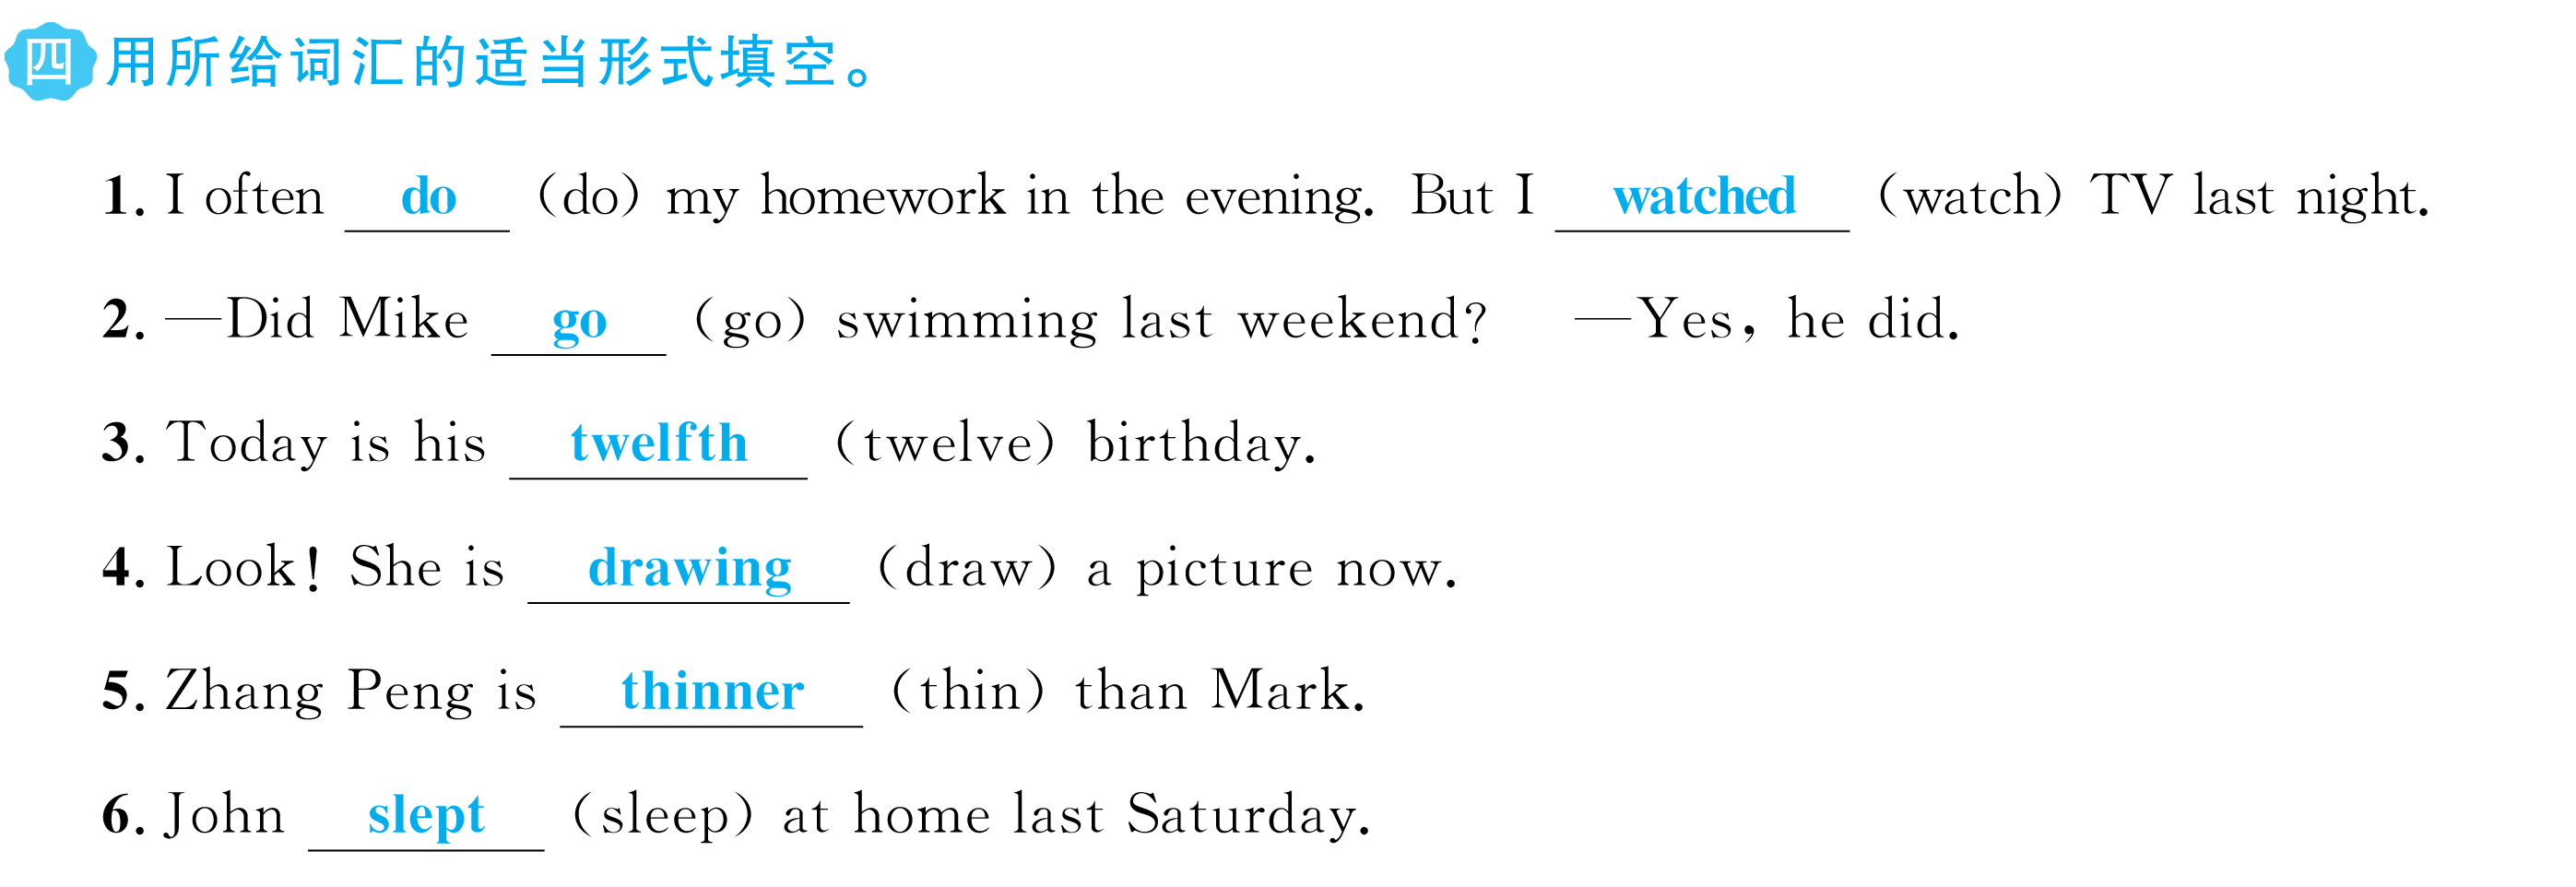 四 用所给词汇的适当形式填空。
1. I often do (do) my homework in the evening. But I watched (watch) TV last night.
2. —Did Mike go (go) swimming last weekend? —Yes, he did.
3. Today is his twelfth (twelve) birthday.
4. Look! She is drawing (draw) a picture now.
5. Zhang Peng is thinner (thin) than Mark.
6. John slept (sleep) at home last Saturday.